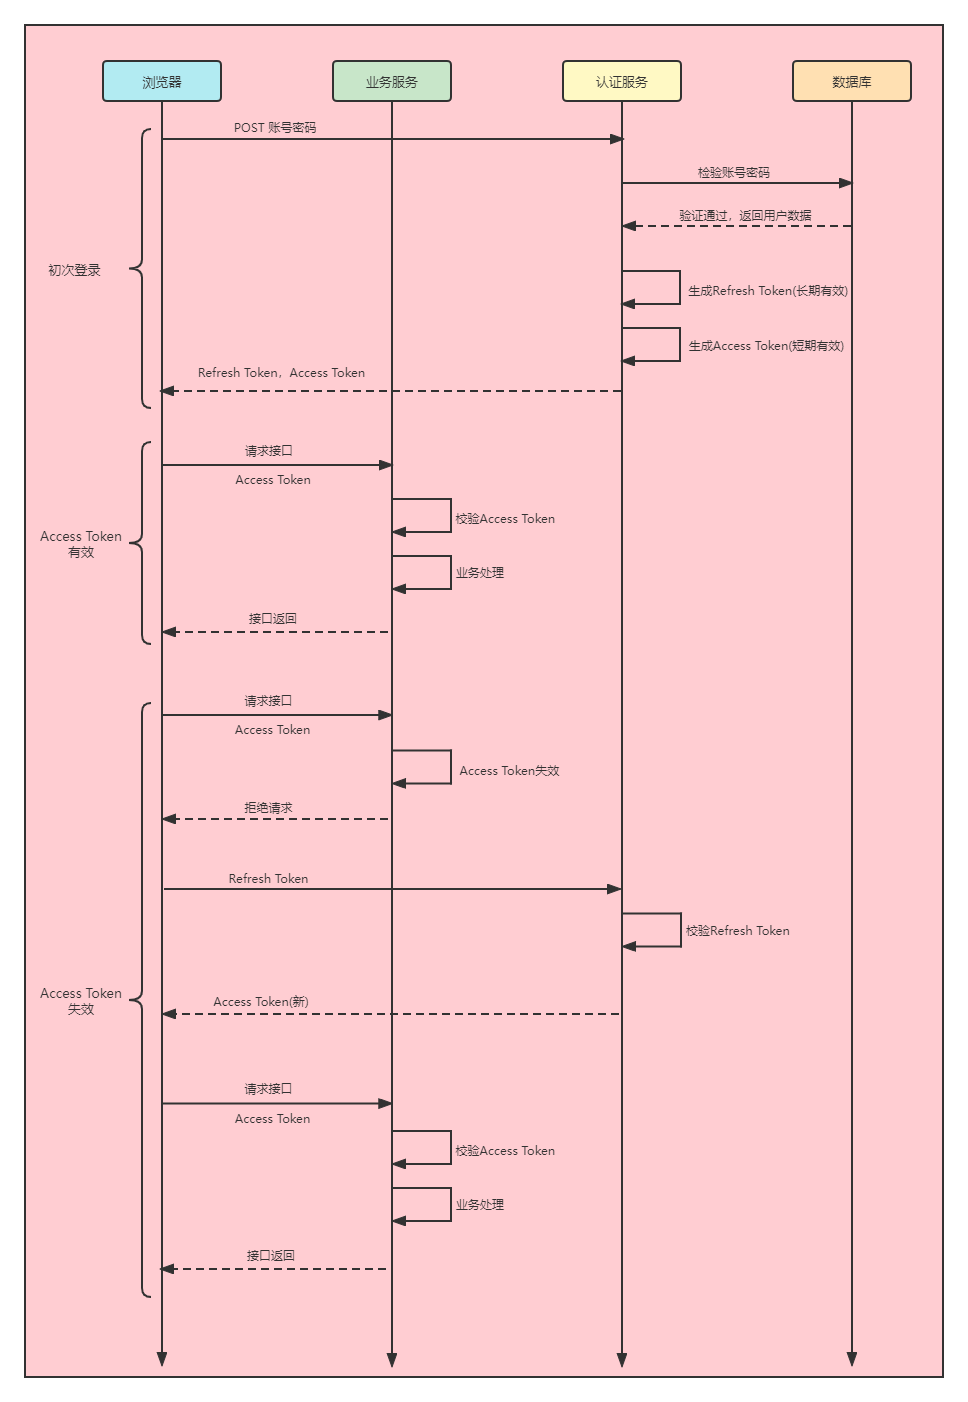 浏览器
业务服务
认证服务
数据库
POST 账号密码
检验账号密码
验证通过，返回用户数据
初次登录
生成Refresh Token(长期有效)
生成Access Token(短期有效)
Refresh Token，Access Token
请求接口
Access Token
校验Access Token
Access Token
有效
业务处理
接口返回
请求接口
Access Token
Access Token失效
拒绝请求
Refresh Token
校验Refresh Token
Access Token
失效
Access Token(新)
请求接口
Access Token
校验Access Token
业务处理
接口返回